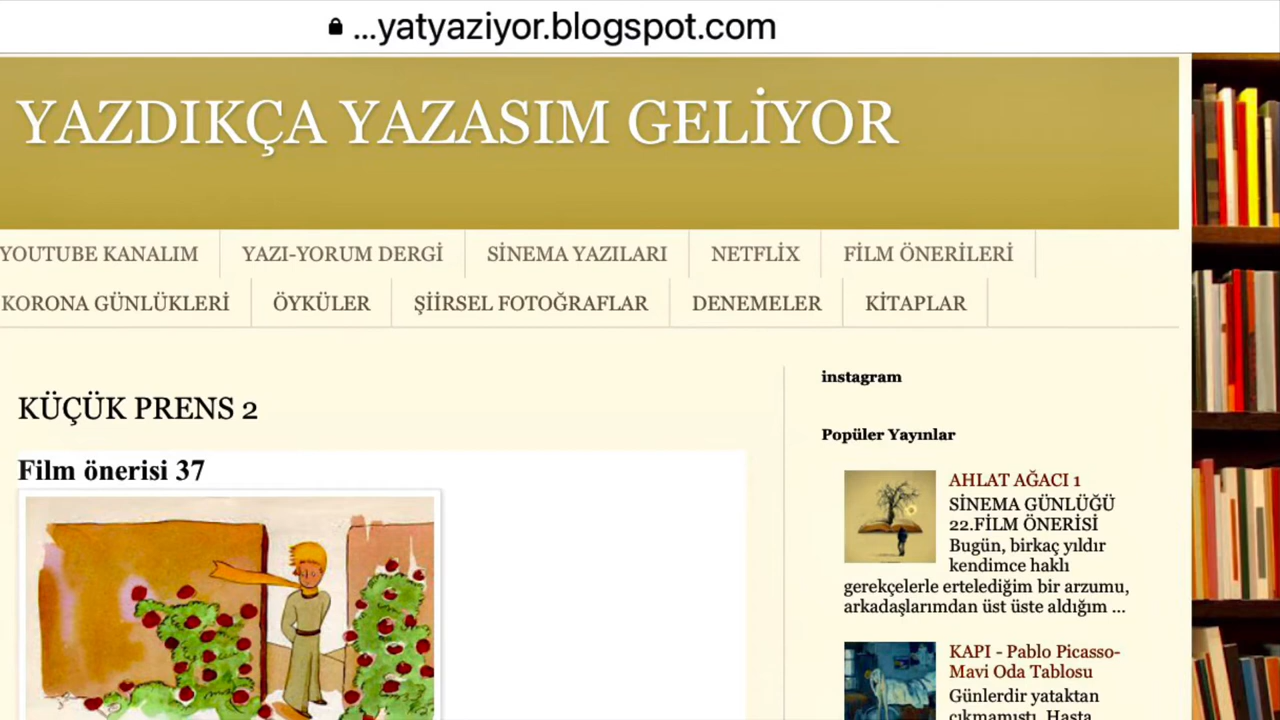 ...yatyaziyor.blogspot.com
YAZDIKÇA YAZASIM GELİYOR
YOUTUBE KANALIM
YAZI-YORUM DERGİ
SİNEMA YAZILARI
NETFLİX
FİLM ÖNERİLERİ
KORONA GÜNLÜKLERİ
ÖYKÜLER
ŞİİRSEL FOTOĞRAFLAR
DENEMELER
KİTAPLAR
KÜÇÜK PRENS 2
Film önerisi 37
instagram
Popüler Yayınlar
AHLAT AĞACI 1
SİNEMA GÜNLÜĞÜ
22.FİLM ÖNERİSİ
Bugün, birkaç yıldır
kendimce haklı
gerekçelerle ertelediğim bir arzumu,
arkadaşlarımdan üst üste aldığım ...
KAPI - Pablo Picasso-
Mavi Oda Tablosu
Günlerdir yataktan
çıkmamıştı. Hasta